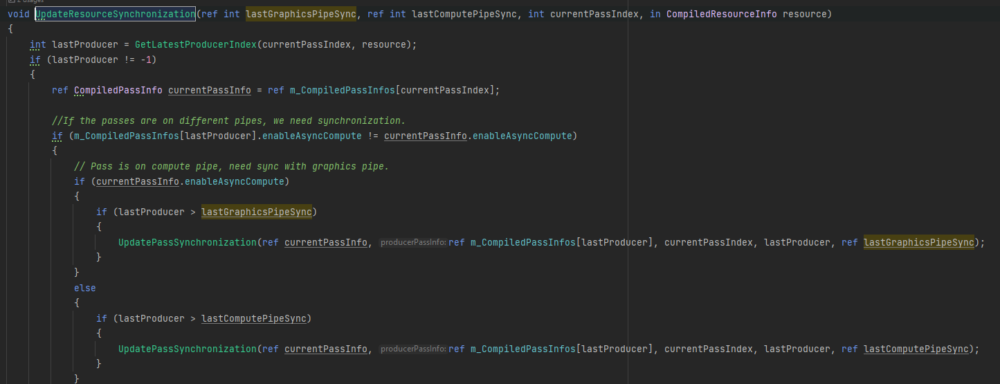 2 usages
void UpdateResourceSynchronization(ref int lastGraphicsPipeSync, ref int lastComputePipeSync, int currentPassIndex, in CompiledResourceInfo resource)
{
int lastProducer = GetLatestProducerIndex(currentPassIndex, resource);
if (lastProducer != -1)
{
ref CompiledPassInfo currentPassInfo = ref m_CompiledPassInfos[currentPassIndex];
//If the passes are on different pipes, we need synchronization.
if (m_CompiledPassInfos[lastProducer].enableAsyncCompute != currentPassInfo.enableAsyncCompute)
{
// Pass is on compute pipe, need sync with graphics pipe.
if (currentPassInfo.enableAsyncCompute)
{
if (lastProducer > lastGraphicsPipeSync)
{
UpdatePassSynchronization(ref currentPassInfo, producerPassInfo: ref m_CompiledPassInfos[lastProducer], currentPassIndex, lastProducer, ref lastGraphicsPipeSync);
}
}
else
{
if (lastProducer > lastComputePipeSync)
{
UpdatePassSynchronization(ref currentPassInfo, producerPassInfo: ref m_CompiledPassInfos[lastProducer], currentPassIndex, lastProducer, ref lastComputePipeSync);
}
}